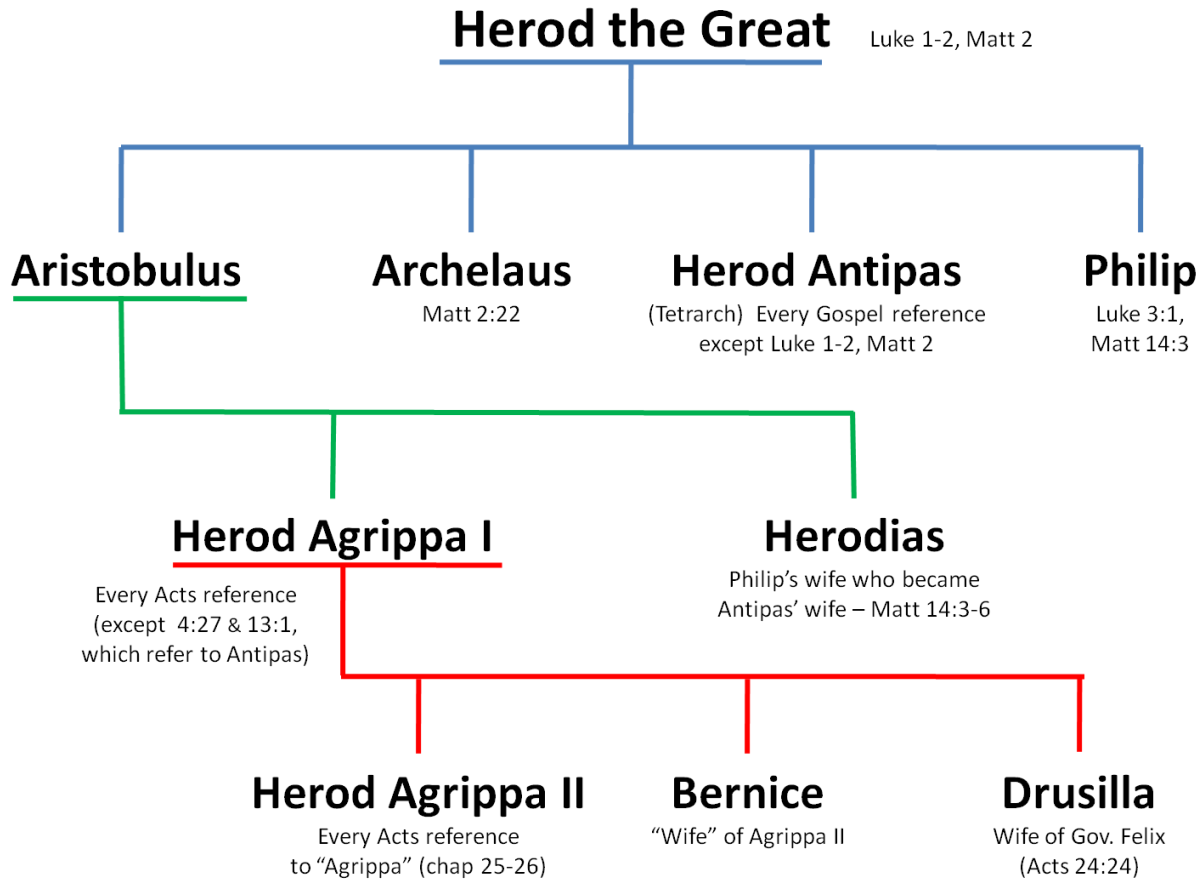 Herod the Great
Luke 1-2, Matt 2
Aristobulus
Archelaus
Matt 2:22
Herod Antipas
(Tetrarch) Every Gospel reference
except Luke 1-2, Matt 2
Philip
Luke 3:1,
Matt 14:3
Herod Agrippa I
Every Acts reference
(except 4:27 & 13:1,
which refer to Antipas)
Herodias
Philip’s wife who became
Antipas’ wife – Matt 14:3-6
Herod Agrippa II
Every Acts reference
to “Agrippa” (chap 25-26)
Bernice
“Wife” of Agrippa II
Drusilla
Wife of Gov. Felix
(Acts 24:24)